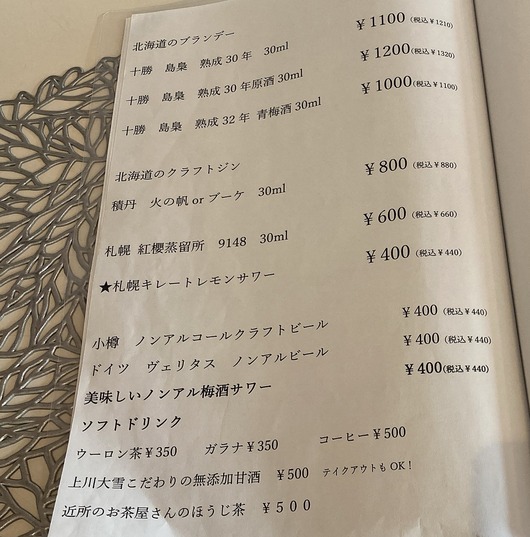 北海道のブランデー
十勝 島梟 熟成30年 30ml ¥1100(税込¥1210)
十勝 島梟 熟成30年原酒30ml ¥1200(税込¥1320)
十勝 島梟 熟成32年 青梅酒30ml ¥1000(税込¥1100)
北海道のクラフトジン
積丹 火の帆 or ブーケ 30ml ¥800(税込¥880)
札幌 紅櫻蒸留所 9148 30ml ¥600(税込¥660)
★札幌キレートレモンサワー ¥400(税込¥440)
小樽 ノンアルコールクラフトビール ¥400(税込¥440)
ドイツ ヴェリタス ノンアルビール ¥400(税込¥440)
美味しいノンアル梅酒サワー ¥400(税込¥440)
ソフトドリンク
ウーロン茶¥350 ガラナ¥350 コーヒー¥500
上川大雪こだわりの無添加甘酒 ¥500 テイクアウトもOK!
近所のお茶屋さんのほうじ茶 ¥500